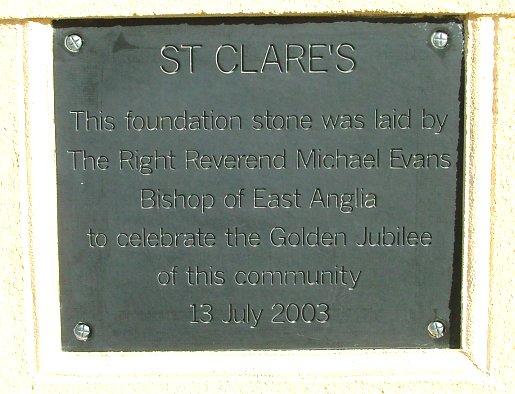 ST CLARE'S
This foundation stone was laid by
The Right Reverend Michael Evans
Bishop of East Anglia
to celebrate the Golden Jubilee
of this community
13 July 2003